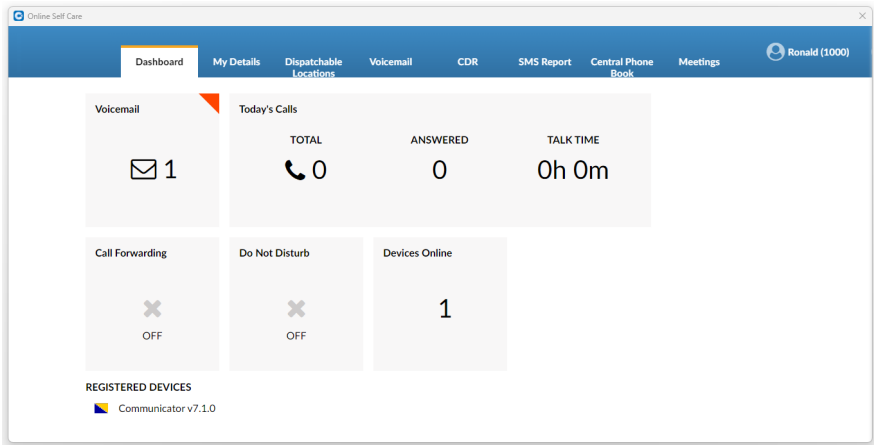 Online Self Care
Dashboard
My Details
Dispatchable
Locations
Voicemail
CDR
SMS Report
Central Phone
Book
Meetings
Ronald (1000)
Voicemail
1
Today's Calls
TOTAL
0
ANSWERED
0
TALK TIME
0h 0m
Call Forwarding
OFF
Do Not Disturb
OFF
Devices Online
1
REGISTERED DEVICES
Communicator v7.1.0